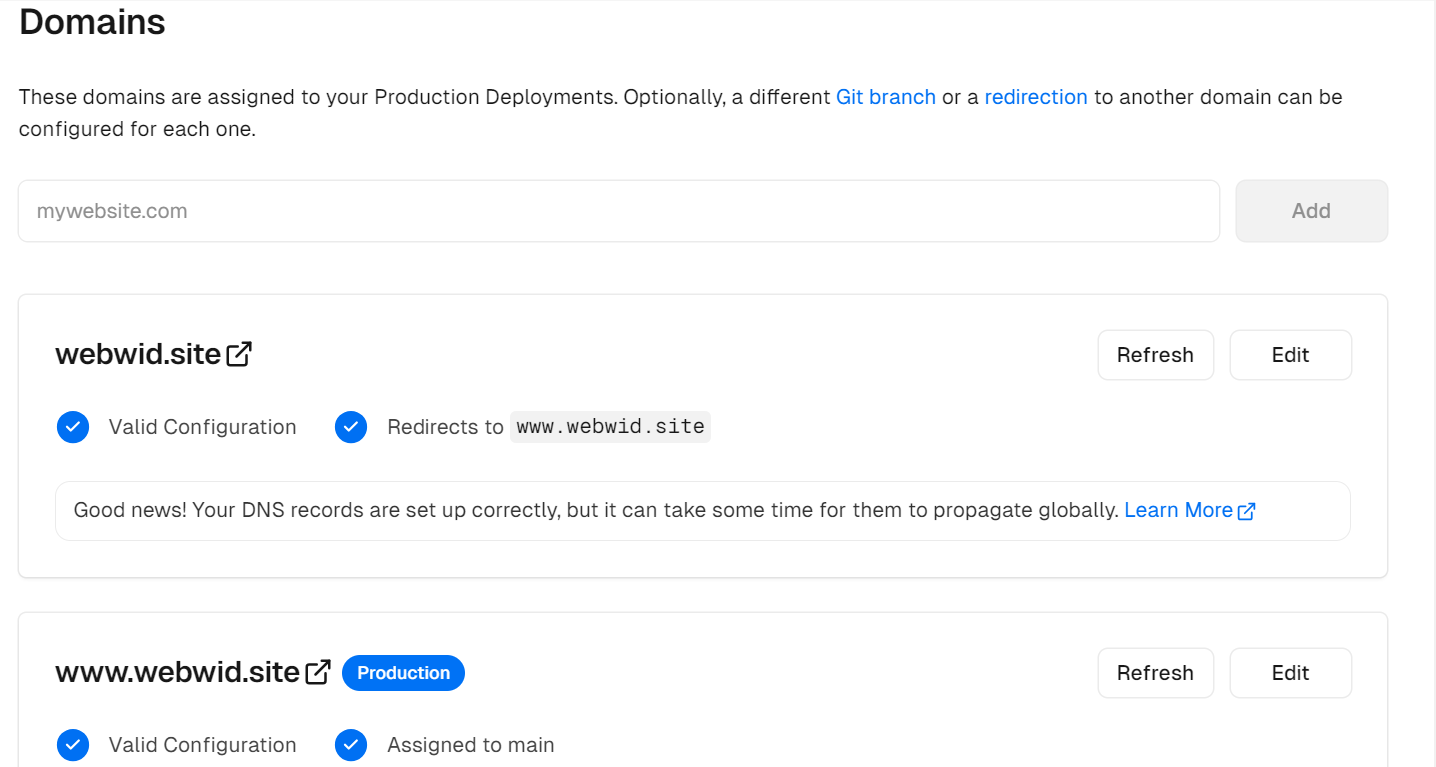 Domains
These domains are assigned to your Production Deployments. Optionally, a different Git branch or a redirection to another domain can be
configured for each one.
mywebsite.com
Add
webwid.site
Refresh
Edit
Valid Configuration
Redirects to www.webwid.site
Good news! Your DNS records are set up correctly, but it can take some time for them to propagate globally. Learn More
www.webwid.site
Production
Refresh
Edit
Valid Configuration
Assigned to main